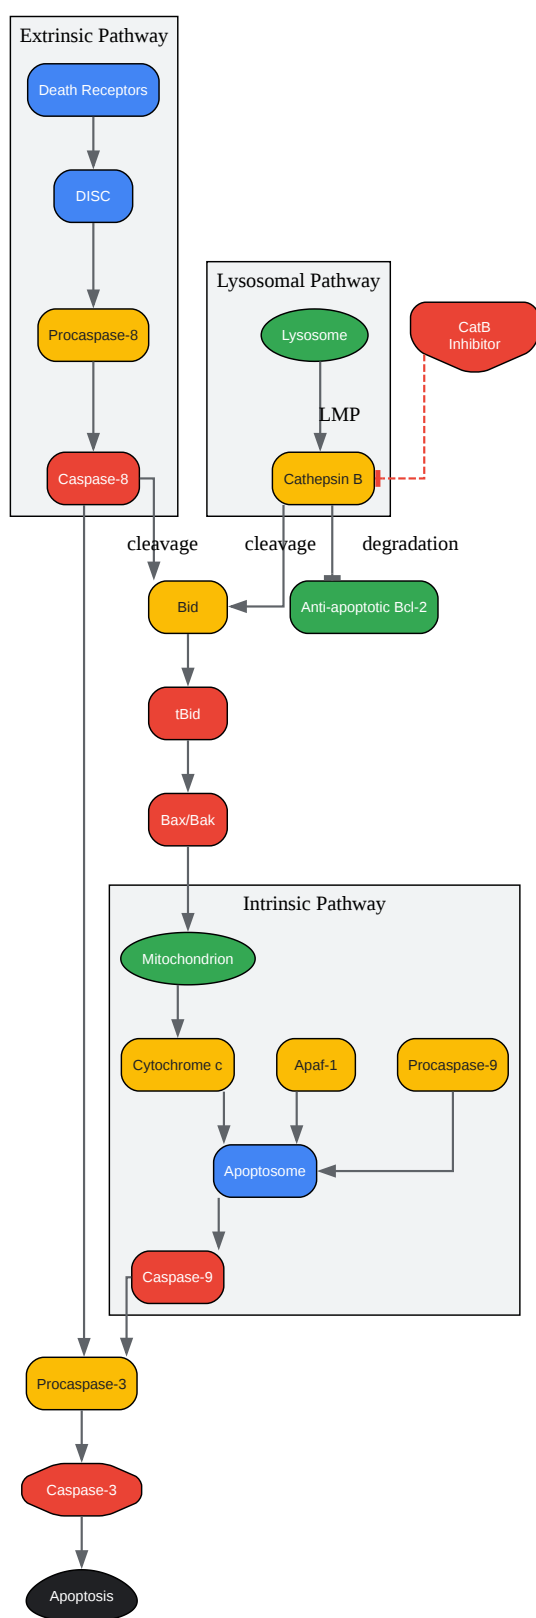 Extrinsic Pathway
Death Receptors
DISC
Procaspase-8
Caspase-8
Lysosomal Pathway
Lysosome
LMP
Cathepsin B
CatB
Inhibitor
cleavage
cleavage
degradation
Bid
Anti-apoptotic Bcl-2
tBid
Bax/Bak
Intrinsic Pathway
Mitochondrion
Cytochrome c
Apaf-1
Procaspase-9
Apoptosome
Caspase-9
Procaspase-3
Caspase-3
Apoptosis